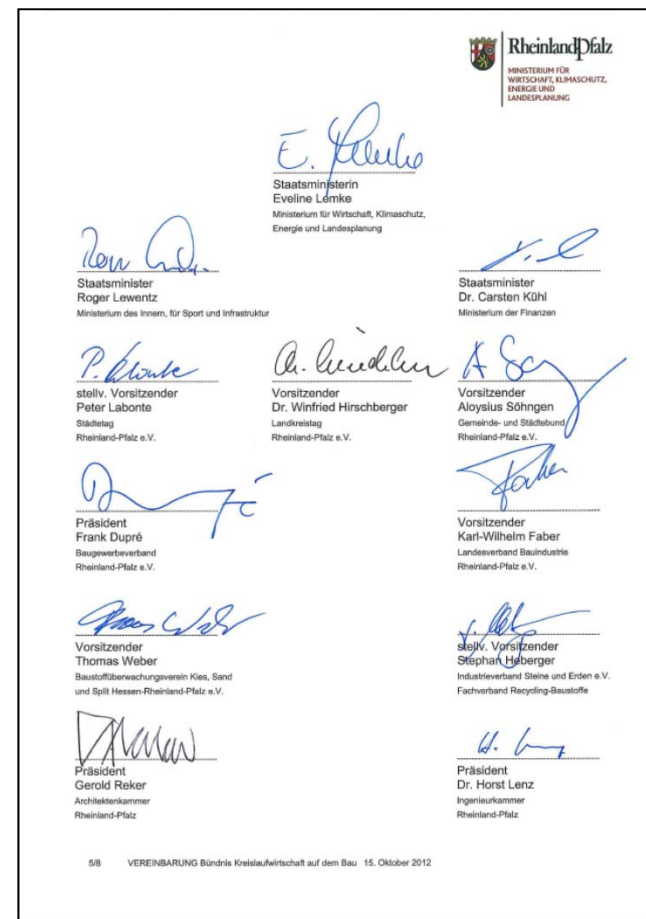 RheinlandPfalz
MINISTERIUM FÜR
WIRTSCHAFT, KLIMASCHUTZ,
ENERGIE UND
LANDESPLANUNG
Staatsministerin
Eveline Lemke
Ministerium für Wirtschaft, Klimaschutz,
Energie und Landesplanung
Staatsminister
Roger Lewentz
Ministerium des Innern, für Sport und Infrastruktur
Staatsminister
Dr. Carsten Kühl
Ministerium der Finanzen
stellv. Vorsitzender
Peter Labonte
Städtetag
Rheinland-Pfalz e.V.
Vorsitzender
Dr. Winfried Hirschberger
Landkreistag
Rheinland-Pfalz e.V.
Vorsitzender
Aloysius Söhngen
Gemeinde- und Städtebund
Rheinland-Pfalz e.V.
Präsident
Frank Dupré
Baugewerbeverband
Rheinland-Pfalz e.V.
Vorsitzender
Karl-Wilhelm Faber
Landesverband Bauindustrie
Rheinland-Pfalz e.V.
Vorsitzender
Thomas Weber
Baustoffüberwachungsverein Kies, Sand
und Split Hessen-Rheinland-Pfalz e.V.
stellv. Vorsitzender
Stephan Heberger
Industrieverband Steine und Erden e.V.
Fachverband Recycling-Baustoffe
Präsident
Gerold Reker
Architektenkammer
Rheinland-Pfalz
Präsident
Dr. Horst Lenz
Ingenieurkammer
Rheinland-Pfalz
5/8 VEREINBARUNG Bündnis Kreislaufwirtschaft auf dem Bau 15. Oktober 2012